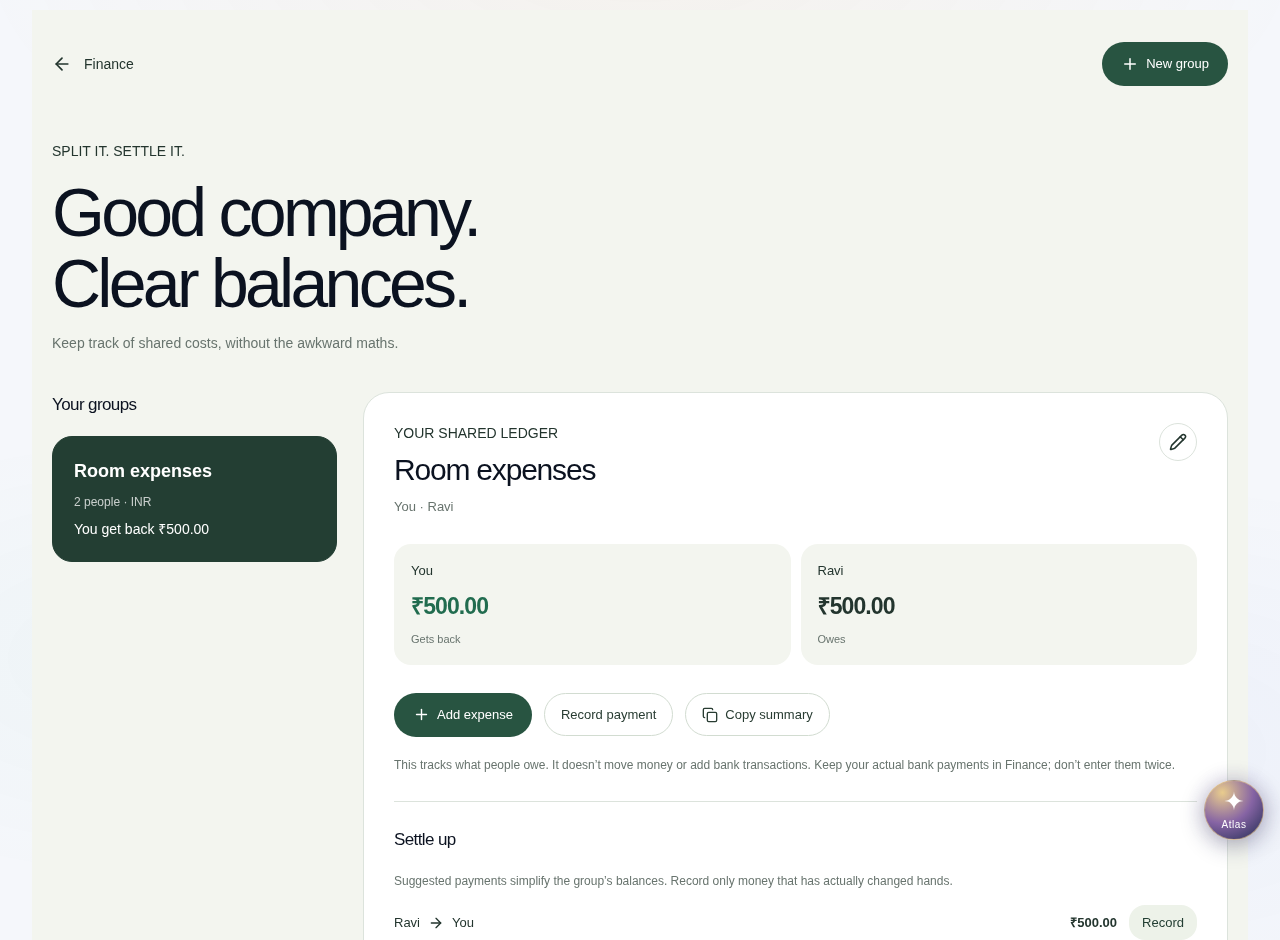 Finance
New group
SPLIT IT. SETTLE IT.
Good company.
Clear balances.
Keep track of shared costs, without the awkward maths.
Your groups
Room expenses
2 people · INR
You get back ₹500.00
YOUR SHARED LEDGER
Room expenses
You · Ravi
You
₹500.00
Gets back
Ravi
₹500.00
Owes
Add expense
Record payment
Copy summary
This tracks what people owe. It doesn’t move money or add bank transactions. Keep your actual bank payments in Finance; don’t enter them twice.
Atlas
Settle up
Suggested payments simplify the group’s balances. Record only money that has actually changed hands.
Ravi → You
₹500.00
Record